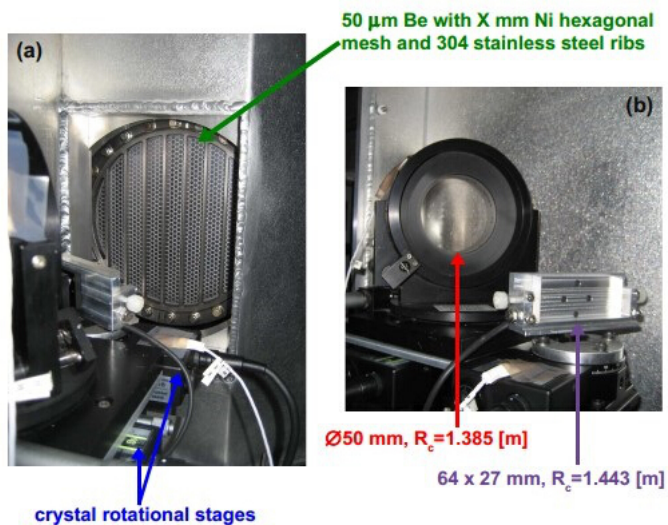 50 μm Be with X mm Ni hexagonal
mesh and 304 stainless steel ribs
(a)
(b)
Ø50 mm, Rc=1.385 [m]
64 x 27 mm, Rc=1.443 [m]
crystal rotational stages